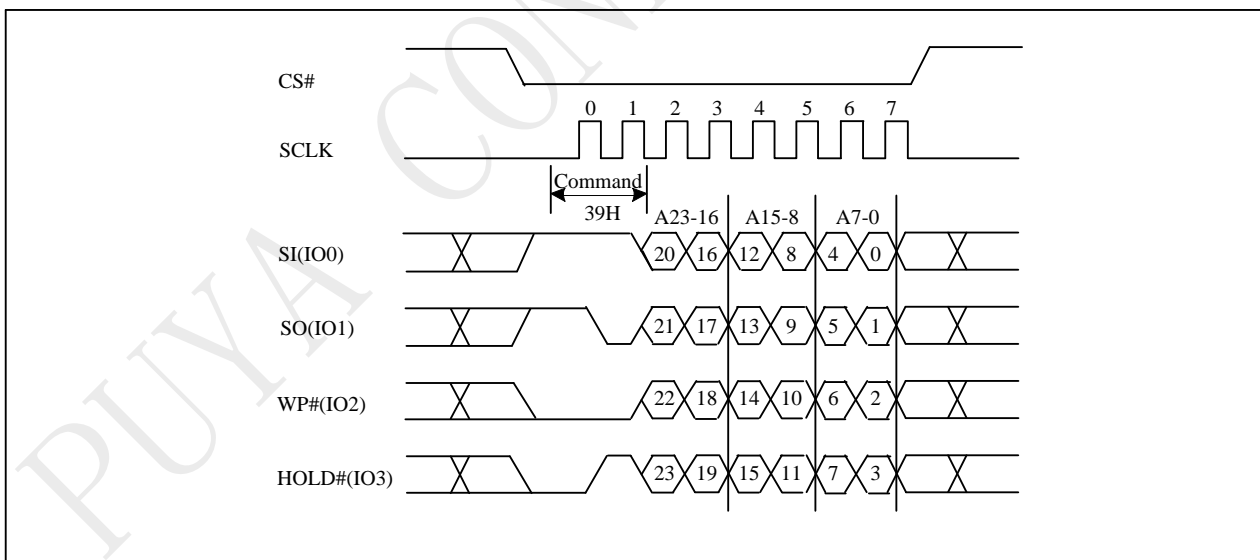 PUYA CON
CS#
0 1 2 3 4 5 6 7
SCLK
Command
39H
A23-16 A15-8 A7-0
SI(IO0) 20 16 12 8 4 0
SO(IO1) 21 17 13 9 5 1
WP#(IO2) 22 18 14 10 6 2
HOLD#(IO3) 23 19 15 11 7 3